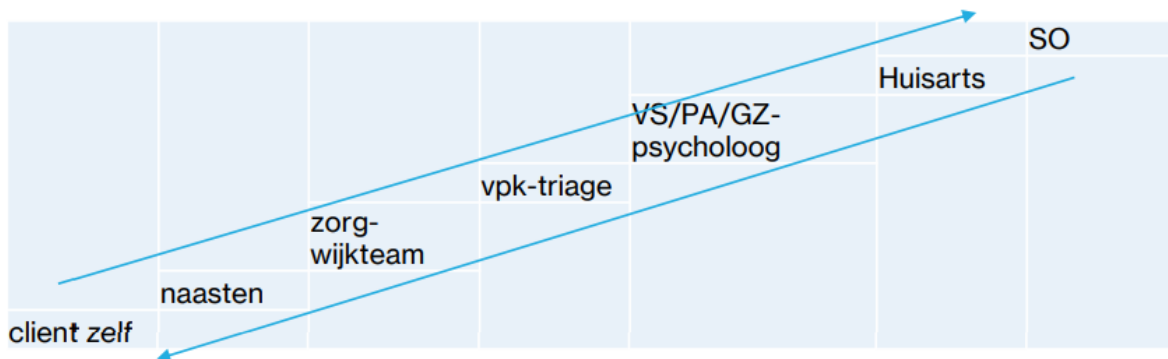 SO
Huisarts
VS/PA/GZ-
psycholoog
vpk-triage
zorg-
wijkteam
naasten
client zelf